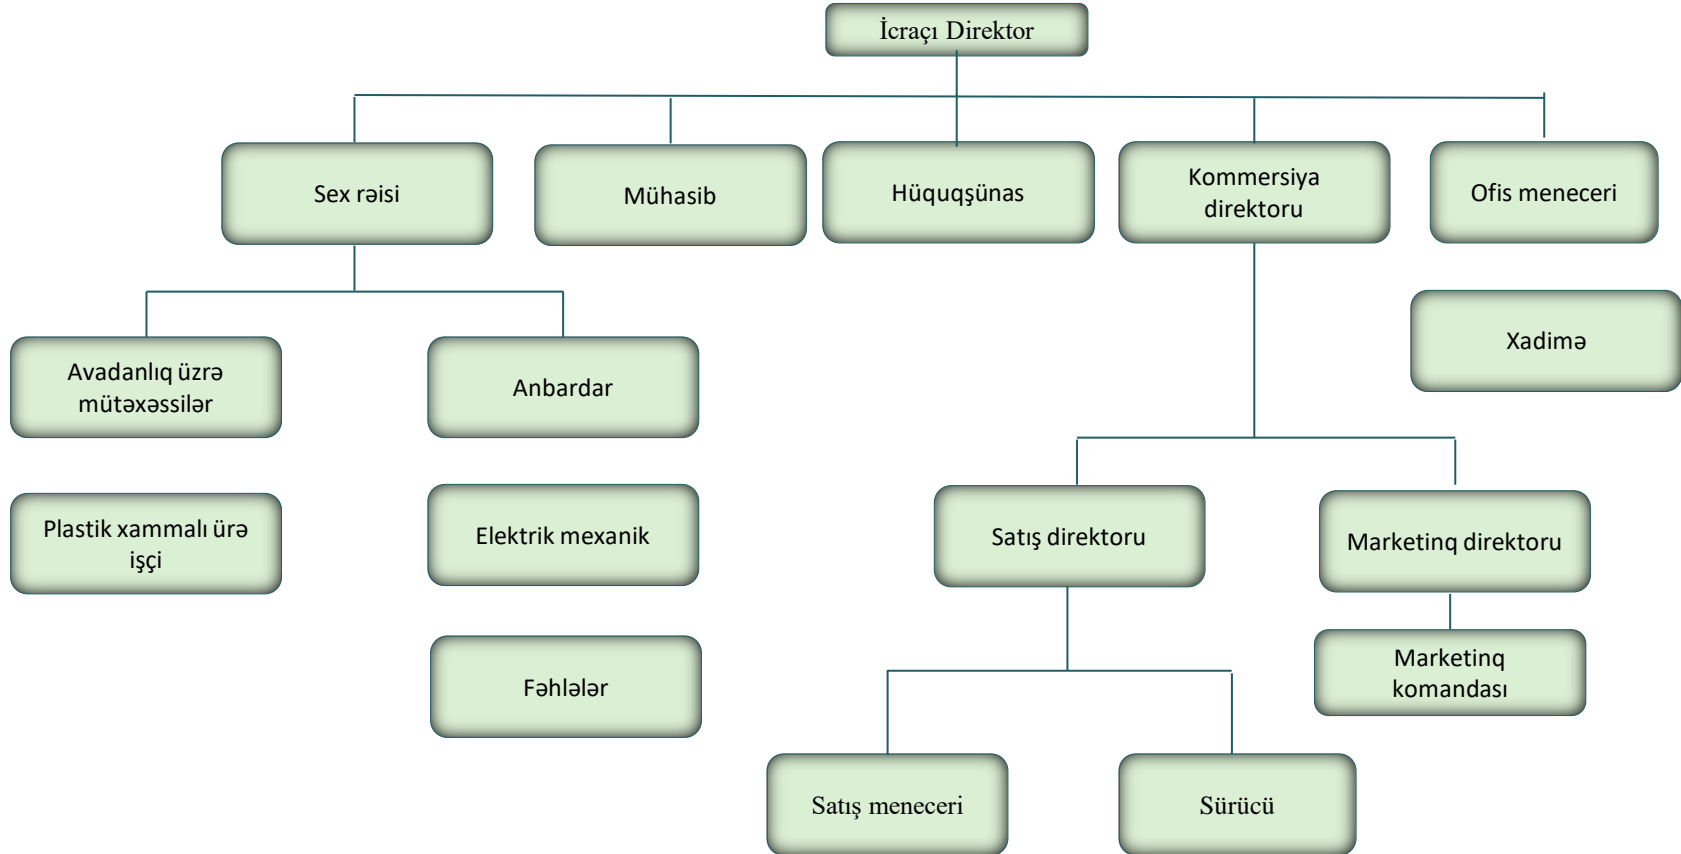 İcraçı Direktor
Sex rəisi
Mühasib
Hüquqşünas
Kommersiya
direktoru
Ofis meneceri
Xadimə
Avadanlıq üzrə
mütəxəssilər
Anbardar
Plastik xammalı ürə
işçi
Elektrik mexanik
Satış direktoru
Marketinq direktoru
Fəhlələr
Marketinq
komandası
Satış meneceri
Sürücü